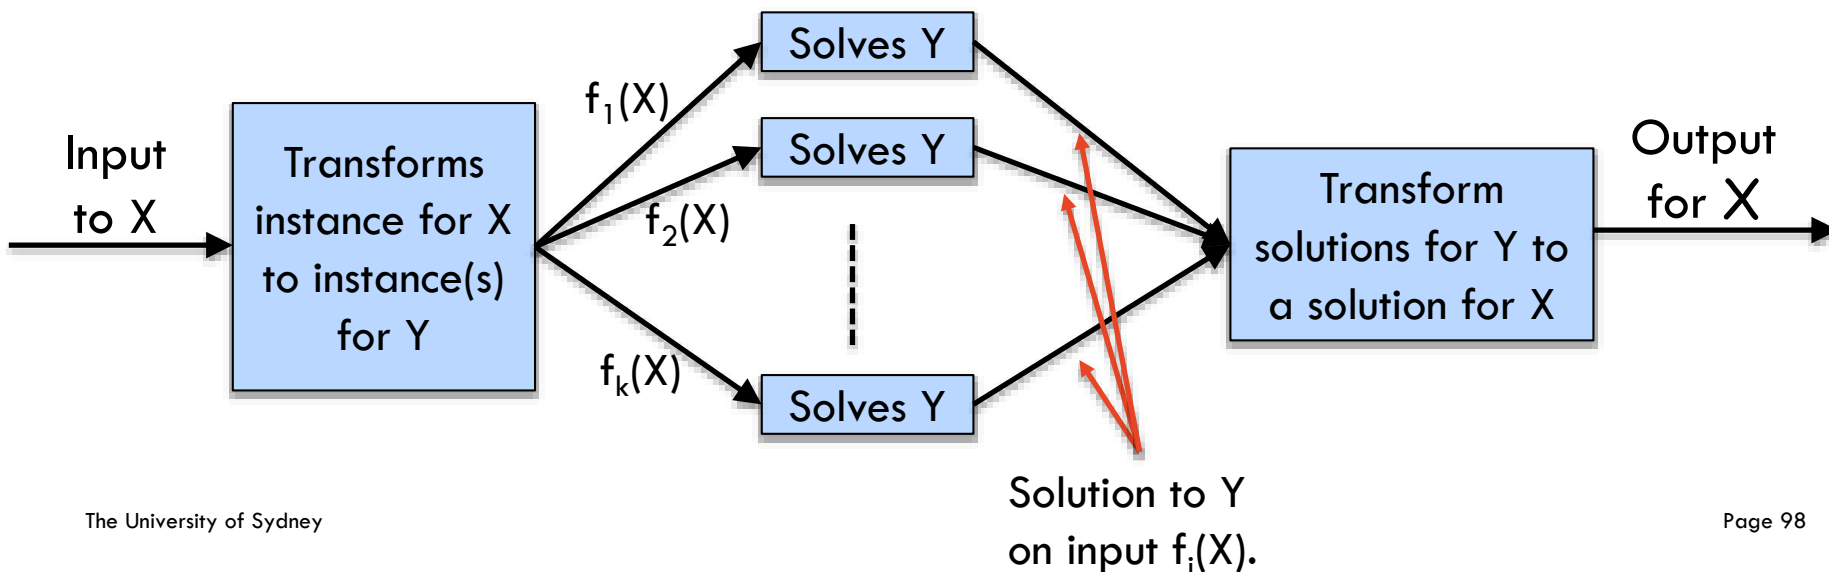 Input
to X
Transforms
instance for X
to instance(s)
for Y
f₁(X)
f₂(X)
fₖ(X)
Solves Y
Solves Y
Solves Y
Solution to Y
on input fᵢ(X).
Transform
solutions for Y to
a solution for X
Output
for X
The University of Sydney
Page 98